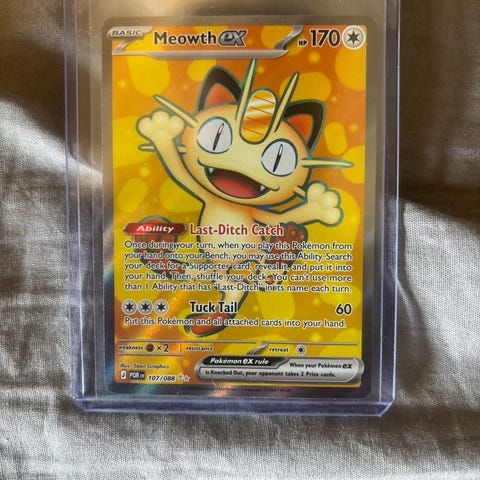 BASIC
Meowth ex HP 170
Ability Last-Ditch Catch
Once during your turn, when you play this Pokémon from
your hand onto your Bench, you may use this Ability. Search
your deck for a Supporter card, reveal it, and put it into
your hand. Then, shuffle your deck. You can't use more
than 1 Ability that has "Last-Ditch" in its name each turn.
Tuck Tail 60
Put this Pokémon and all attached cards into your hand.
weakness ×2 resistance retreat
Illus. 5ban Graphics
Pokémon ex rule
When your Pokémon ex
is Knocked Out, your opponent takes 2 Prize cards.
J POR EN 107/088